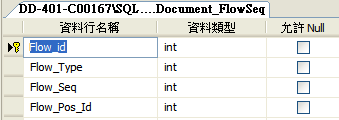 DD-401-C00167\SQL....Document_FlowSeq
資料行名稱 資料類型 允許 Null
Flow_id int
Flow_Type int
Flow_Seq int
Flow_Pos_Id int